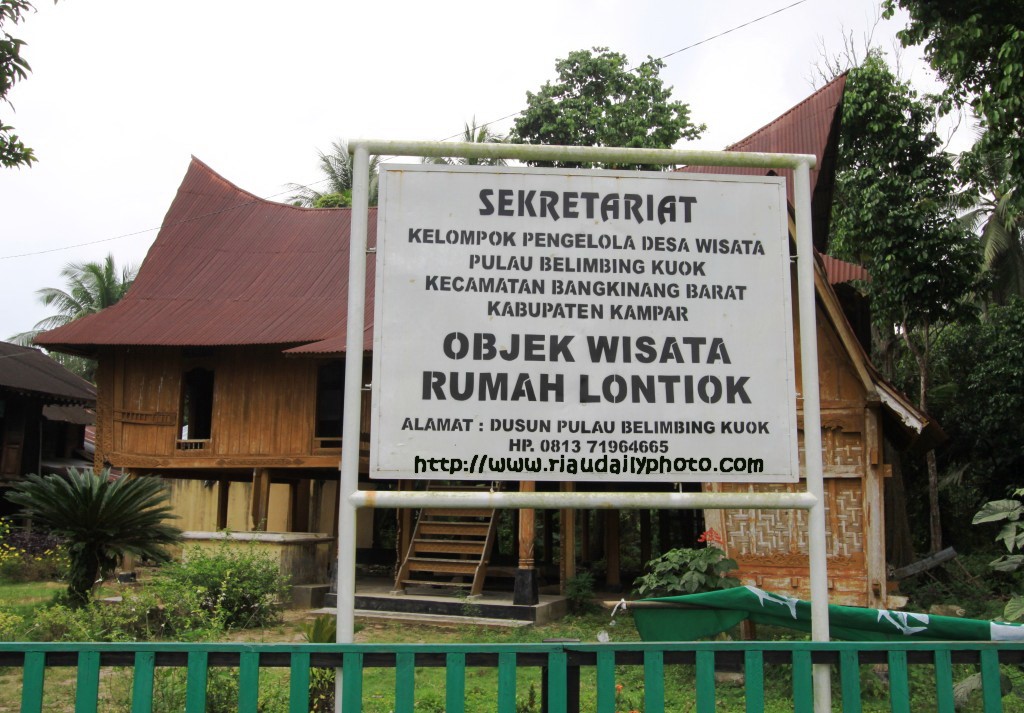 SEKRETARIAT
KELOMPOK PENGELOLA DESA WISATA
PULAU BELIMBING KUOK
KECAMATAN BANGKINANG BARAT
KABUPATEN KAMPAR
OBJEK WISATA
RUMAH LONTIOK
ALAMAT : DUSUN PULAU BELIMBING KUOK
HP. 0813 71964665
http://www.riaudailyphoto.com